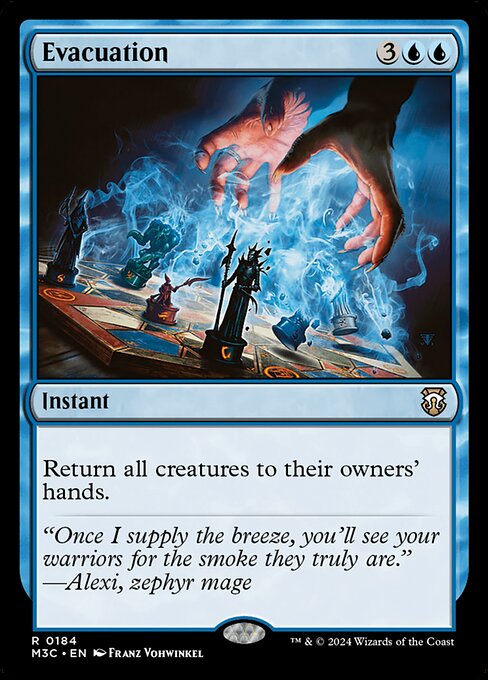 Evacuation 3
Instant
Return all creatures to their owners’
hands.
“Once I supply the breeze, you’ll see your
warriors for the smoke they truly are.”
—Alexi, zephyr mage
R 0184
™ & © 2024 Wizards of the Coast
M3C • EN Franz Vohwinkel